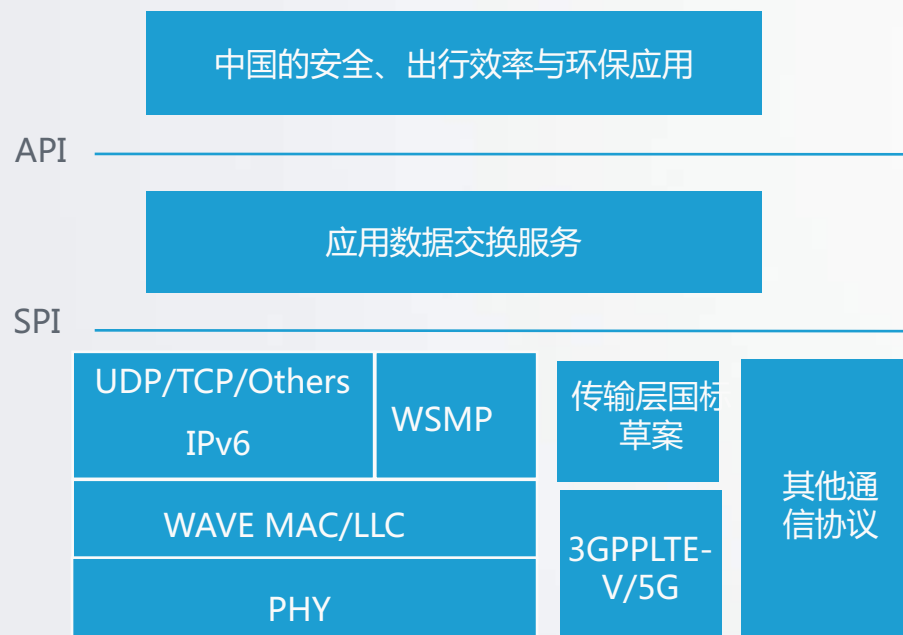 中国的安全、出行效率与环保应用
API
应用数据交换服务
SPI
UDP/TCP/Others
IPv6
WSMP
传输层国标
草案
其他通
信协议
WAVE MAC/LLC
3GPPLTE-
V/5G
PHY